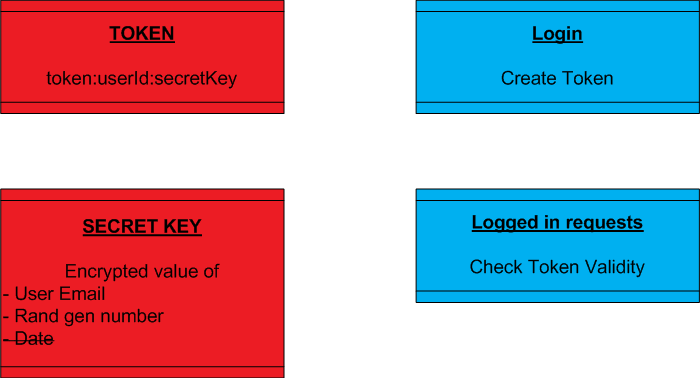 TOKEN
token:userId:secretKey
Login
Create Token
SECRET KEY
Encrypted value of
- User Email
- Rand gen number
- Date
Logged in requests
Check Token Validity